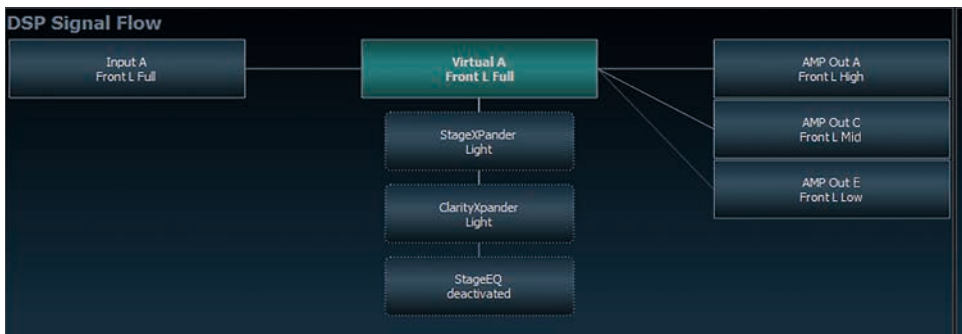 DSP Signal Flow
Input A
Front L Full
Virtual A
Front L Full
AMP Out A
Front L High
StageXPander
Light
AMP Out C
Front L Mid
AMP Out E
Front L Low
ClarityXpander
Light
StageEQ
deactivated